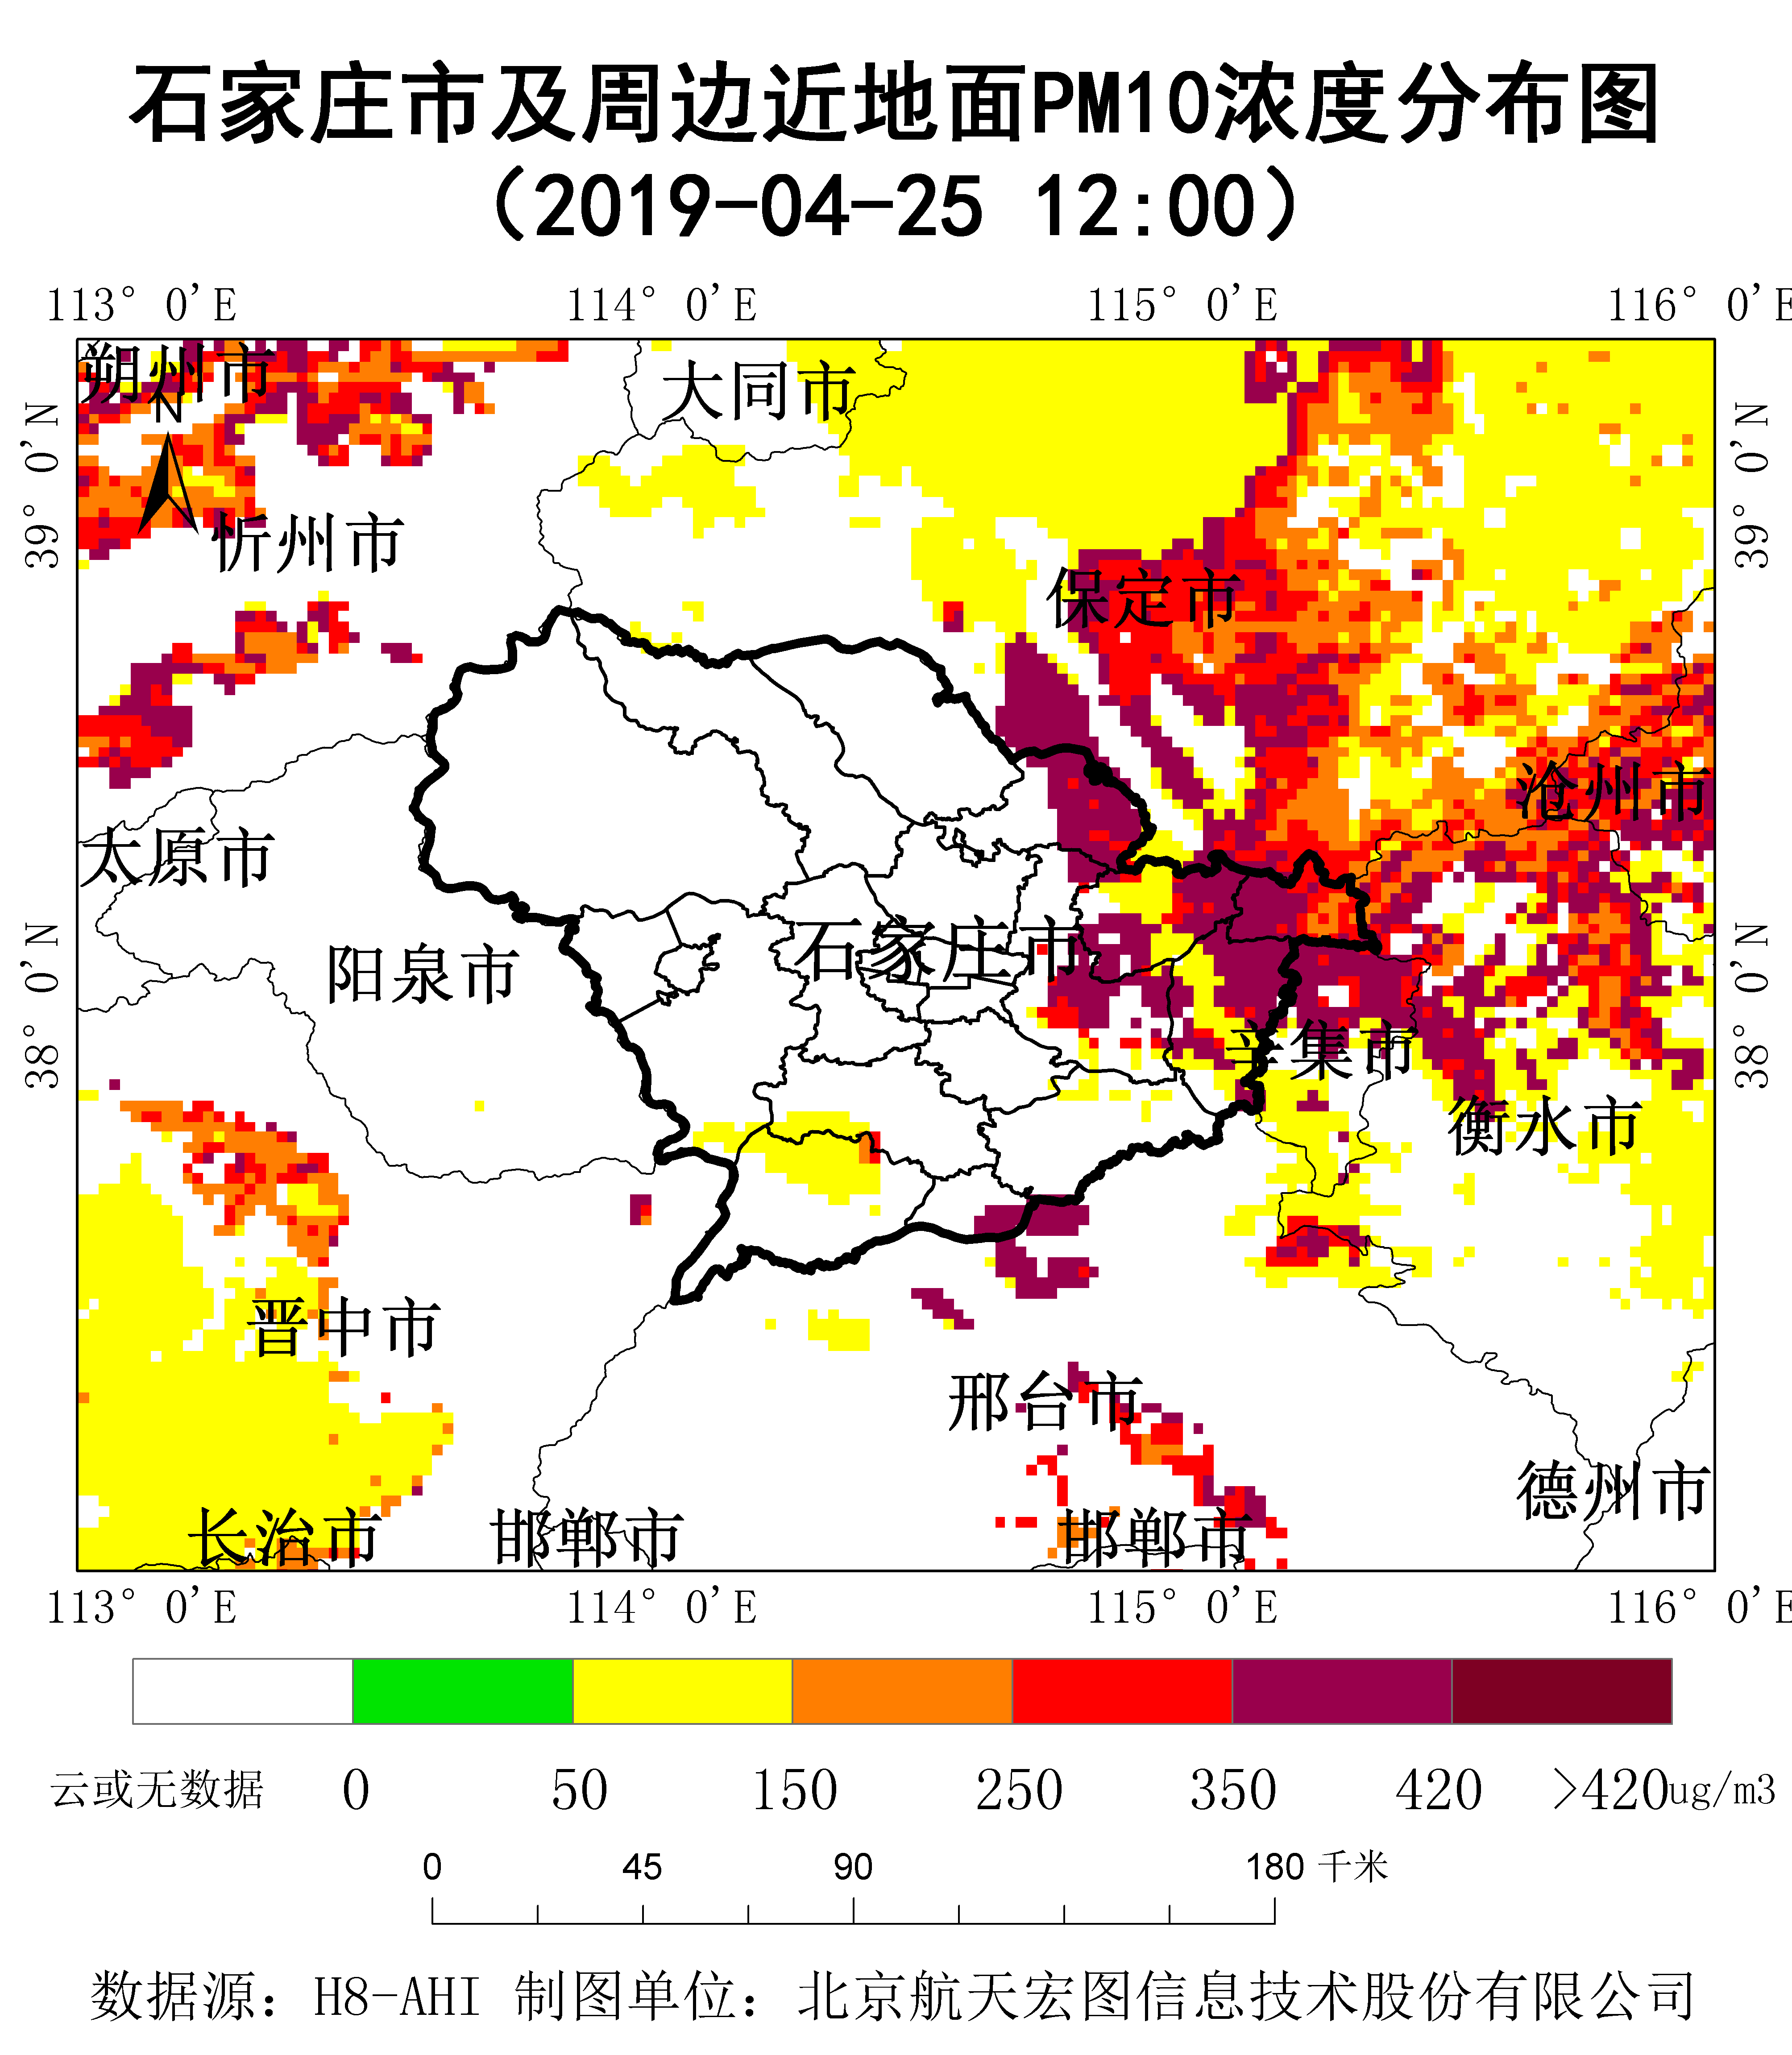 石家庄市及周边近地面PM10浓度分布图
（2019-04-25 12:00）
113° 0'E 114° 0'E 115° 0'E 116° 0'E
朔州市
大同市
N
39° 0'N
39° 0'N
忻州市
保定市
沧州市
太原市
石家庄市
阳泉市
38° 0'N
38° 0'N
辛集市
衡水市
晋中市
邢台市
德州市
长治市
邯郸市
邯郸市
113° 0'E 114° 0'E 115° 0'E 116° 0'E
云或无数据 0 50 150 250 350 420 >420ug/m3
0 45 90 180 千米
数据源：H8-AHI 制图单位：北京航天宏图信息技术股份有限公司